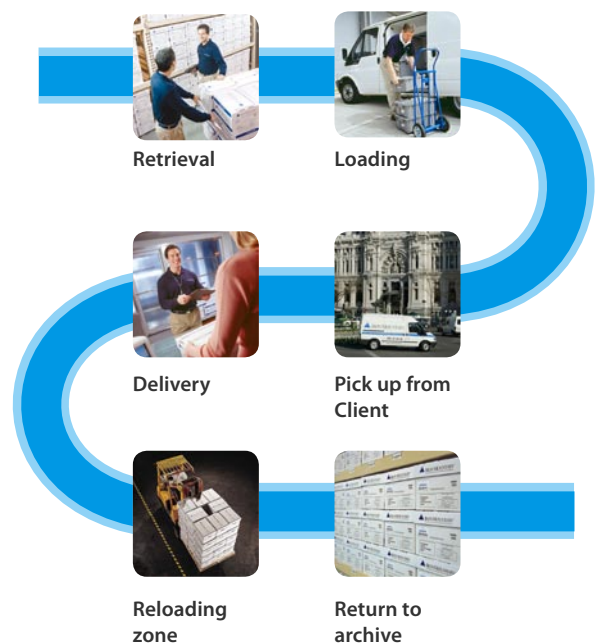 Retrieval
Loading
Delivery
Pick up from
Client
Reloading
zone
Return to
archive